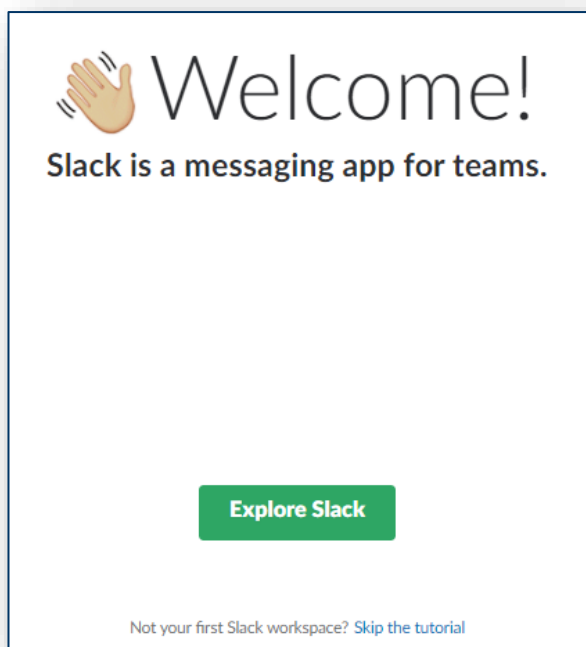 Welcome!
Slack is a messaging app for teams.
Explore Slack
Not your first Slack workspace? Skip the tutorial